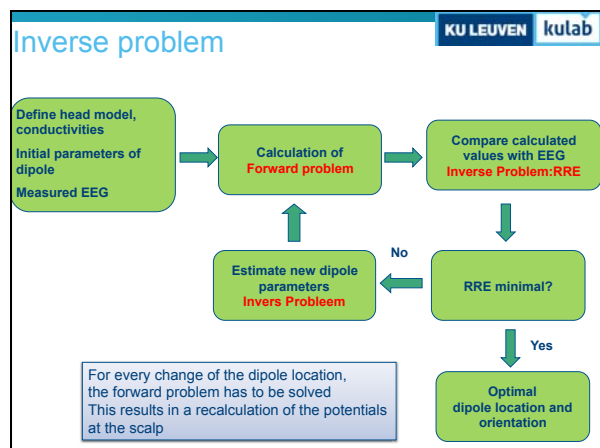 Inverse problem
KU LEUVEN
kulab
Define head model,
conductivities
Initial parameters of
dipole
Measured EEG
Calculation of
Forward problem
Compare calculated
values with EEG
Inverse Problem:RRE
No
Estimate new dipole
parameters
Invers Probleem
RRE minimal?
Yes
For every change of the dipole location,
the forward problem has to be solved
This results in a recalculation of the potentials
at the scalp
Optimal
dipole location and
orientation